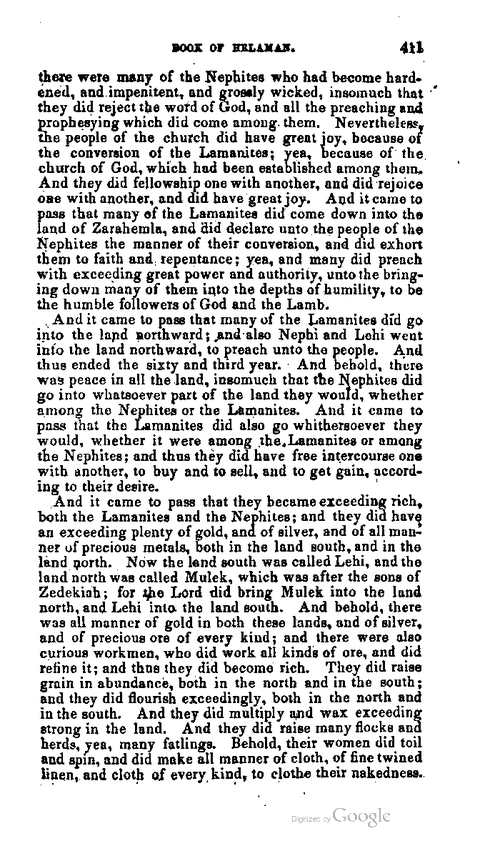 BOOK OF HELAMAN. 411
there were many of the Nephites who had become hard-
ened, and impenitent, and grossly wicked, insomuch that
they did reject the word of God, and all the preaching and
prophesying which did come among them. Nevertheless,
the people of the church did have great joy, because of
the conversion of the Lamanites; yea, because of the
church of God, which had been established among them.
And they did fellowship one with another, and did rejoice
one with another, and did have great joy. And it came to
pass that many of the Lamanites did come down into the
land of Zarahemla, and did declare unto the people of the
Nephites the manner of their conversion, and did exhort
them to faith and repentance; yea, and many did preach
with exceeding great power and authority, unto the bring-
ing down many of them into the depths of humility, to be
the humble followers of God and the Lamb.
And it came to pass that many of the Lamanites did go
into the land northward; and also Nephi and Lehi went
into the land northward, to preach unto the people. And
thus ended the sixty and third year. And behold, there
was peace in all the land, insomuch that the Nephites did
go into whatsoever part of the land they would, whether
among the Nephites or the Lamanites. And it came to
pass that the Lamanites did also go whithersoever they
would, whether it were among the Lamanites or among
the Nephites; and thus they did have free intercourse one
with another, to buy and to sell, and to get gain, accord-
ing to their desire.
And it came to pass that they became exceeding rich,
both the Lamanites and the Nephites; and they did have
an exceeding plenty of gold, and of silver, and of all man-
ner of precious metals, both in the land south, and in the
land north. Now the land south was called Lehi, and the
land north was called Mulek, which was after the sons of
Zedekiah; for the Lord did bring Mulek into the land
north, and Lehi into the land south. And behold, there
was all manner of gold in both these lands, and of silver,
and of precious ore of every kind; and there were also
curious workmen, who did work all kinds of ore, and did
refine it; and thus they did become rich. They did raise
grain in abundance, both in the north and in the south;
and they did flourish exceedingly, both in the north and
in the south. And they did multiply and wax exceeding
strong in the land. And they did raise many flocks and
herds, yea, many fatlings. Behold, their women did toil
and spin, and did make all manner of cloth, of fine twined
linen, and cloth of every kind, to clothe their nakedness.
Digitized by Google